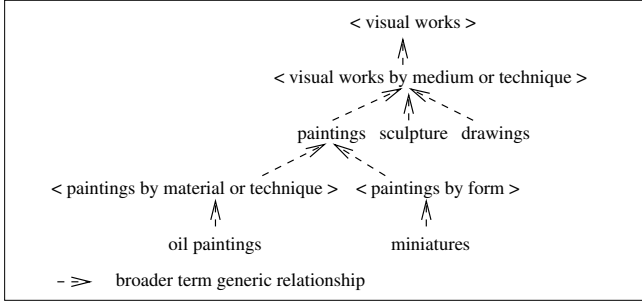 < visual works >
< visual works by medium or technique >
paintings sculpture drawings
< paintings by material or technique > < paintings by form >
oil paintings miniatures
broader term generic relationship